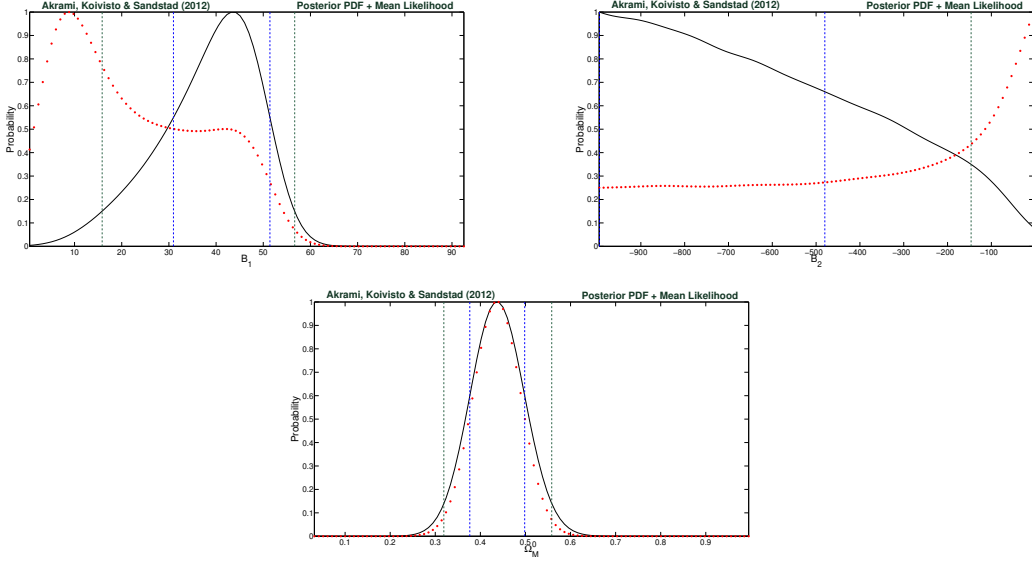 Akrami, Koivisto & Sandstad (2012) Posterior PDF + Mean Likelihood
1
0.9
0.8
0.7
0.6
0.5
0.4
0.3
0.2
0.1
0
Probability
10 20 30 40 50 60 70 80 90
B1
Akrami, Koivisto & Sandstad (2012) Posterior PDF + Mean Likelihood
1
0.9
0.8
0.7
0.6
0.5
0.4
0.3
0.2
0.1
0
Probability
−900 −800 −700 −600 −500 −400 −300 −200 −100
B2
Akrami, Koivisto & Sandstad (2012) Posterior PDF + Mean Likelihood
1
0.9
0.8
0.7
0.6
0.5
0.4
0.3
0.2
0.1
0
Probability
0.1 0.2 0.3 0.4 0.5 0.6 0.7 0.8 0.9
Ω0M